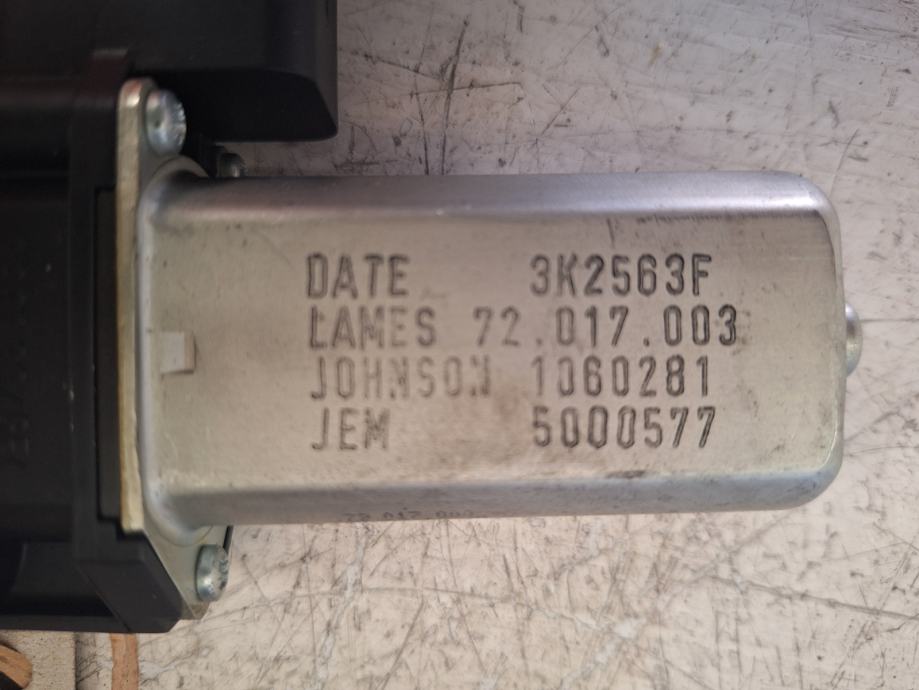 DATE 3K2563F
LAMES 72.017.003
JOHNSON 1060281
JEM 5000577